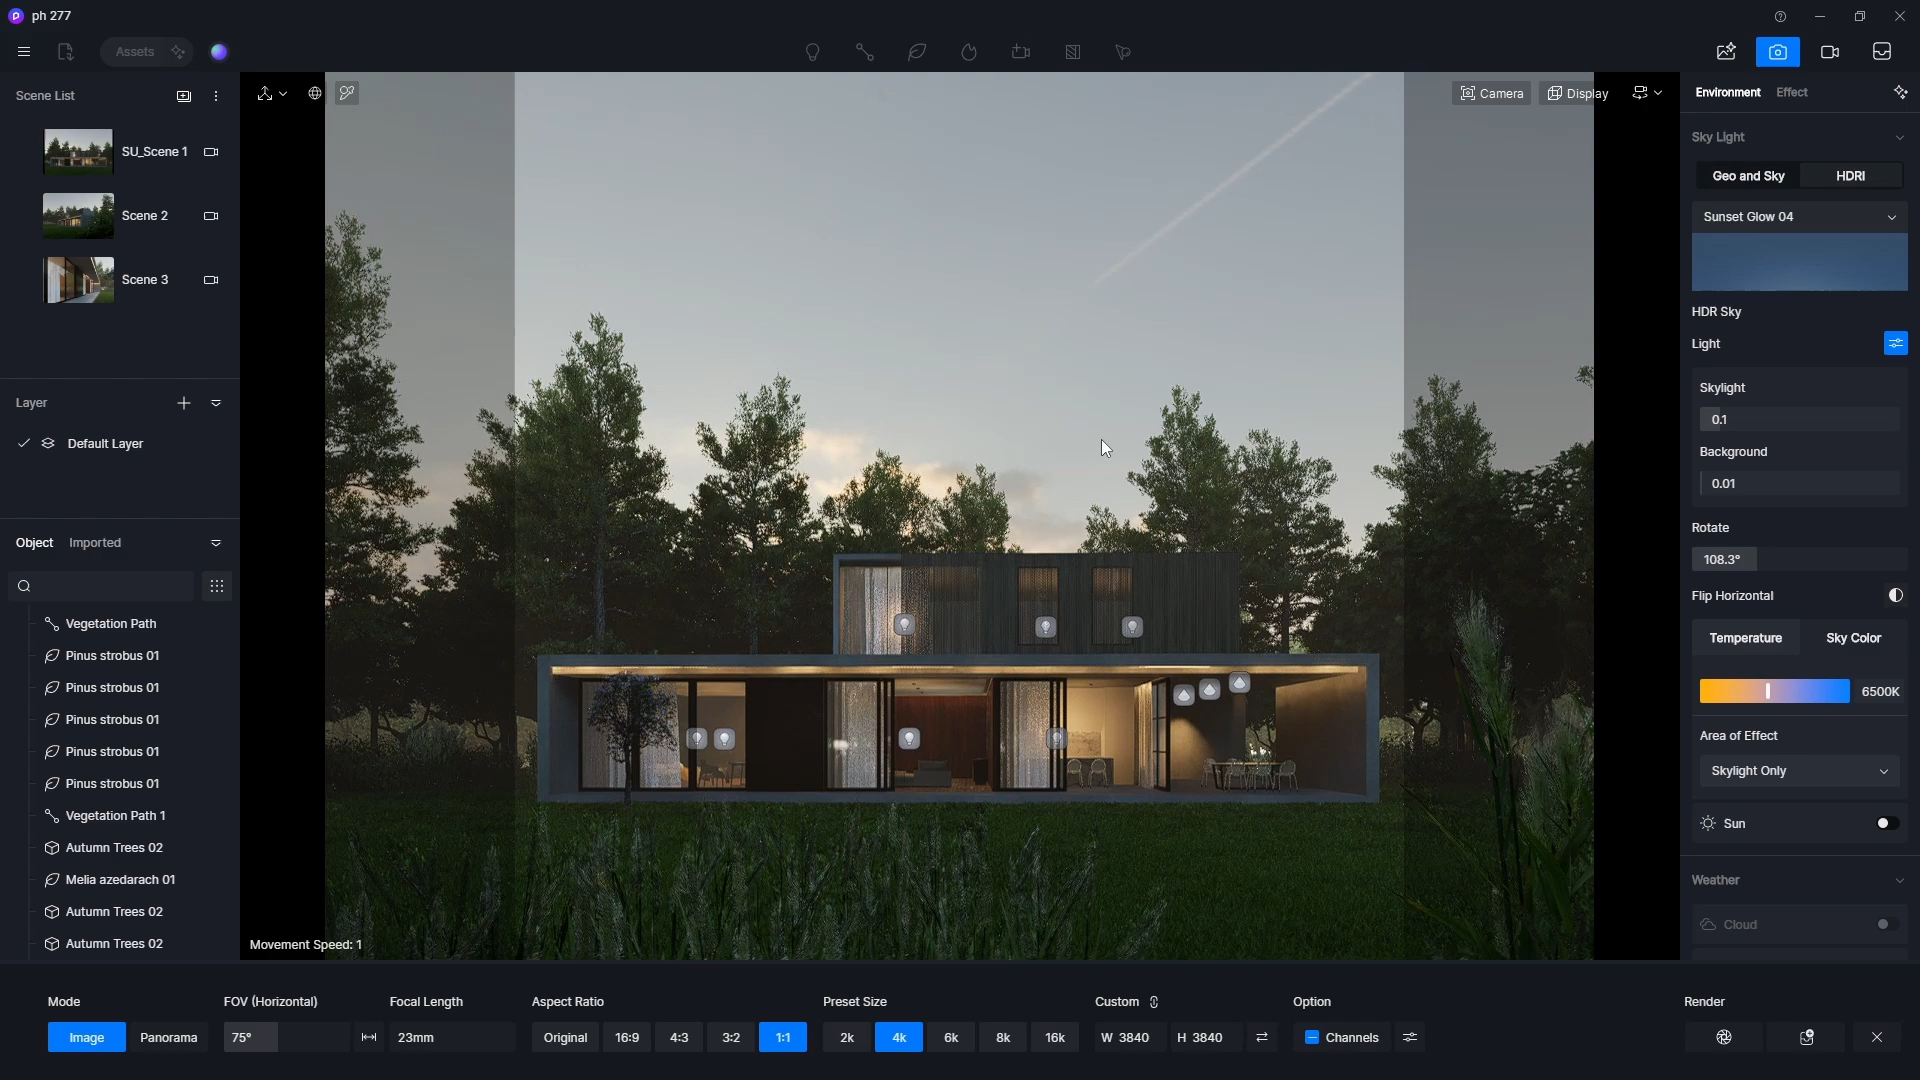 ph 277
Assets
Scene List
SU_Scene 1
Scene 2
Scene 3
Layer
Default Layer
Object Imported
Vegetation Path
Pinus strobus 01
Pinus strobus 01
Pinus strobus 01
Pinus strobus 01
Pinus strobus 01
Vegetation Path 1
Autumn Trees 02
Melia azedarach 01
Autumn Trees 02
Autumn Trees 02
Camera Display
Movement Speed: 1
Environment Effect
Sky Light
Geo and Sky HDRI
Sunset Glow 04
HDR Sky
Light
Skylight
0.1
Background
0.01
Rotate
108.3°
Flip Horizontal
Temperature Sky Color
6500K
Area of Effect
Skylight Only
Sun
Weather
Cloud
Mode FOV (Horizontal) Focal Length Aspect Ratio Preset Size Custom Option Render
Image Panorama 75° 23mm Original 16:9 4:3 3:2 1:1 2k 4k 6k 8k 16k W 3840 H 3840 Channels